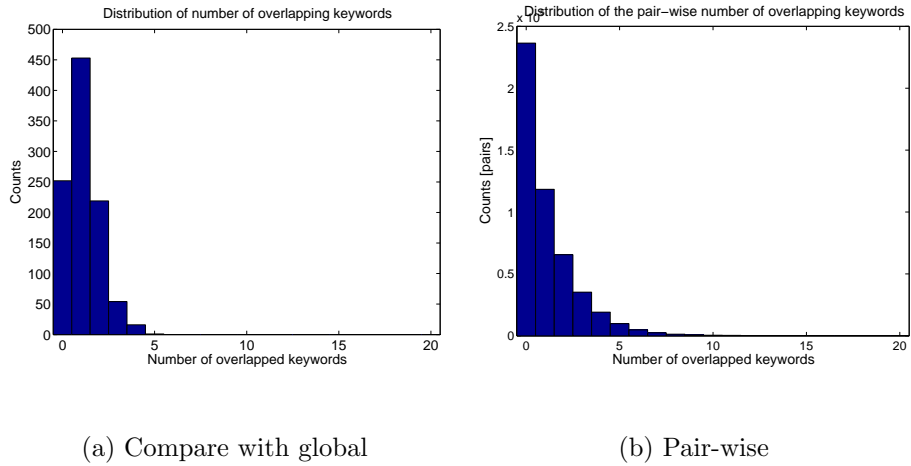 Distribution of number of overlapping keywords
500
450
400
350
300
250
200
150
100
50
0
Counts
0 5 10 15 20
Number of overlapped keywords
(a) Compare with global
Distribution of the pair−wise number of overlapping keywords
2.5
2
1.5
1
0.5
0
Counts [pairs]
0 5 10 15 20
Number of overlapped keywords
(b) Pair-wise